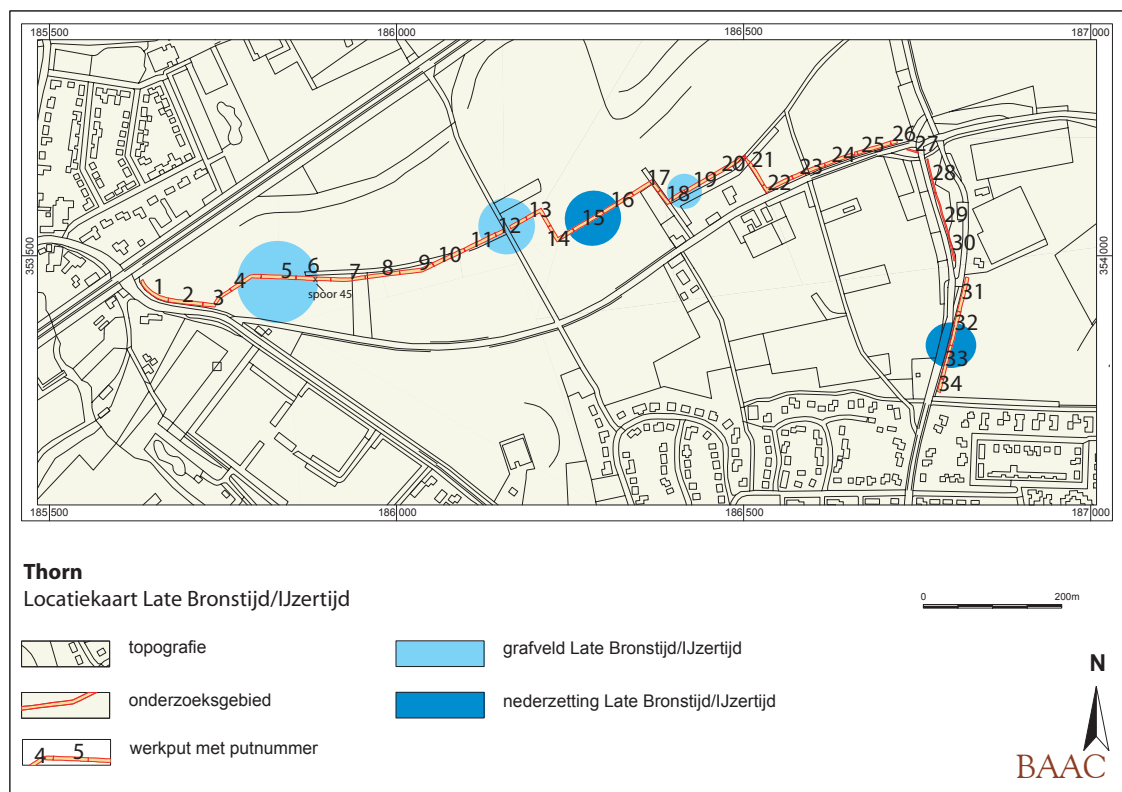 185 500 186 000 186 500 187 000
353 500
354 000
1 2 3 4 5 6 7 8 9 10 11 12 13 14 15 16 17 18 19 20 21 22 23 24 25 26 27 28 29 30 31 32 33 34
spoor 45
185 500 186 000 186 500 187 000
Thorn
Locatiekaart Late Bronstijd/IJzertijd
0 200m
topografie
grafveld Late Bronstijd/IJzertijd
onderzoeksgebied
nederzetting Late Bronstijd/IJzertijd
4 5 werkput met putnummer
N
BAAC